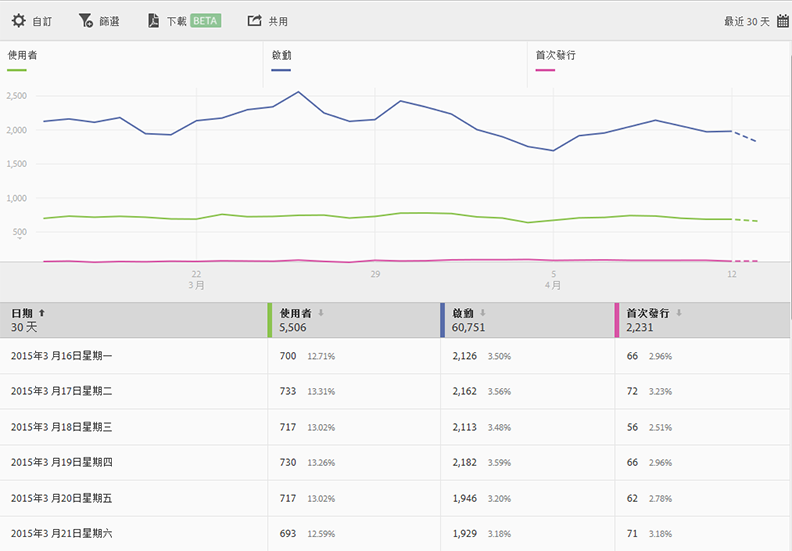 自訂 篩選 下載 BETA 共用 最近 30 天
使用者 啟動 首次發行
2,500
2,000
1,500
1,000
500
22 29 5 12
3 月 4 月
日期 使用者 啟動 首次發行
30 天 5,506 60,751 2,231
2015年3 月16日星期一 700 12.71% 2,126 3.50% 66 2.96%
2015年3 月17日星期二 733 13.31% 2,162 3.56% 72 3.23%
2015年3 月18日星期三 717 13.02% 2,113 3.48% 56 2.51%
2015年3 月19日星期四 730 13.26% 2,182 3.59% 66 2.96%
2015年3 月20日星期五 717 13.02% 1,946 3.20% 62 2.78%
2015年3 月21日星期六 693 12.59% 1,929 3.18% 71 3.18%